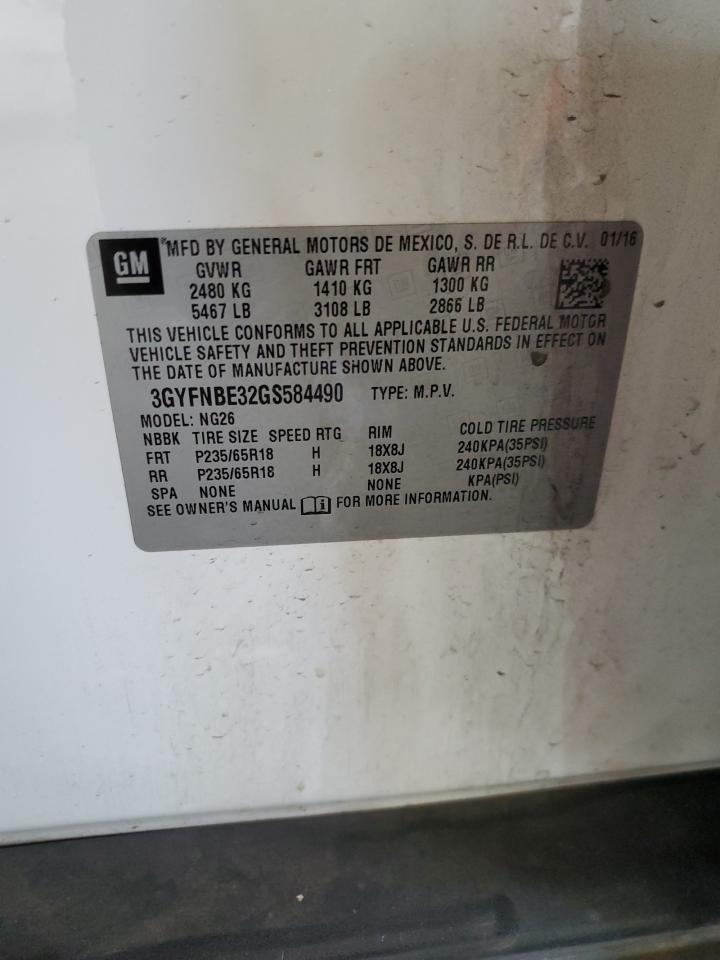 GM
*MFD BY GENERAL MOTORS DE MEXICO, S. DE R.L. DE C.V. 01/16
GVWR GAWR FRT GAWR RR
2480 KG 1410 KG 1300 KG
5467 LB 3108 LB 2866 LB
THIS VEHICLE CONFORMS TO ALL APPLICABLE U.S. FEDERAL MOTOR
VEHICLE SAFETY AND THEFT PREVENTION STANDARDS IN EFFECT ON
THE DATE OF MANUFACTURE SHOWN ABOVE.
3GYFNBE32GS584490 TYPE: M.P.V.
MODEL: NG26
NBBK TIRE SIZE SPEED RTG RIM COLD TIRE PRESSURE
FRT P235/65R18 H 18X8J 240KPA(35PSI)
RR P235/65R18 H 18X8J 240KPA(35PSI)
SPA NONE NONE KPA(PSI)
SEE OWNER'S MANUAL i FOR MORE INFORMATION.